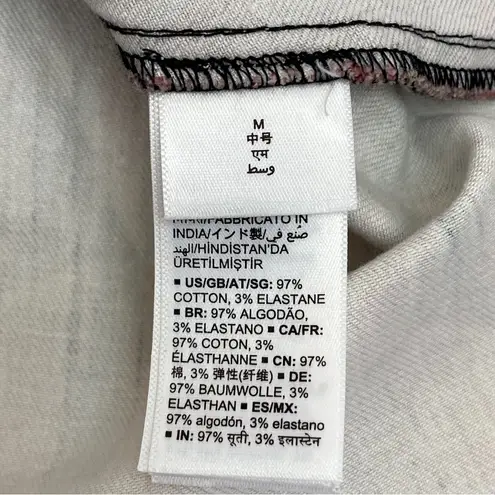 M
中号
एम
وسط
FABBRICATO IN
INDIA/インド製/صنع في
الهند/HİNDİSTAN'DA
ÜRETİLMİŞTİR
■ US/GB/AT/SG: 97%
COTTON, 3% ELASTANE
■ BR: 97% ALGODÃO,
3% ELASTANO ■ CA/FR:
97% COTON, 3%
ÉLASTHANNE ■ CN: 97%
棉, 3% 弹性(纤维) ■ DE:
97% BAUMWOLLE, 3%
ELASTHAN ■ ES/MX:
97% algodón, 3% elastano
■ IN: 97% सूती, 3% इलास्टेन